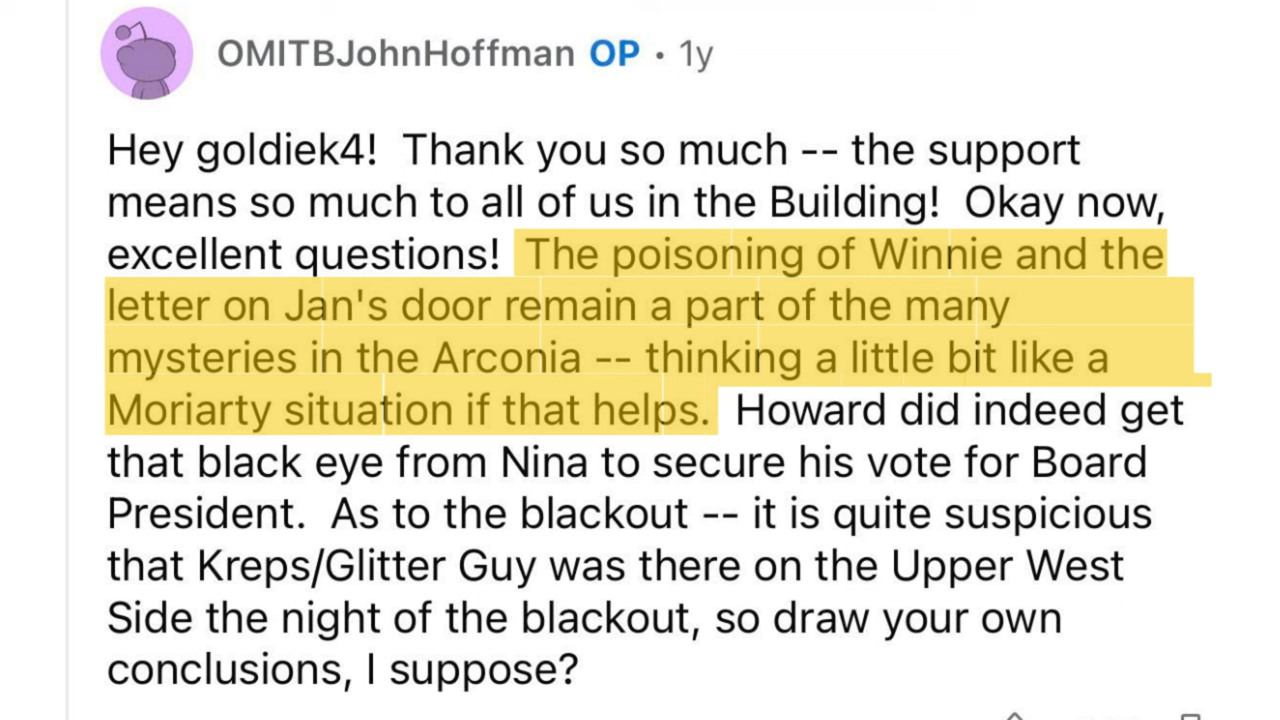 OMITBJohnHoffman OP · 1y
Hey goldiek4!  Thank you so much -- the support
means so much to all of us in the Building!  Okay now,
excellent questions!  The poisoning of Winnie and the
letter on Jan's door remain a part of the many
mysteries in the Arconia -- thinking a little bit like a
Moriarty situation if that helps.  Howard did indeed get
that black eye from Nina to secure his vote for Board
President.  As to the blackout -- it is quite suspicious
that Kreps/Glitter Guy was there on the Upper West
Side the night of the blackout, so draw your own
conclusions, I suppose?